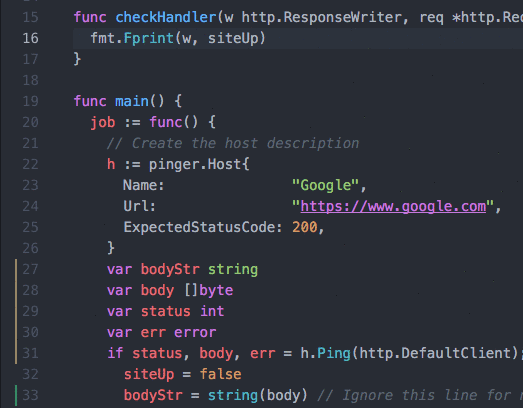 15 func checkHandler(w http.ResponseWriter, req *http.Re
16 fmt.Fprint(w, siteUp)
17 }
18
19 func main() {
20 job := func() {
21 // Create the host description
22 h := pinger.Host{
23 Name: "Google",
24 Url: "https://www.google.com",
25 ExpectedStatusCode: 200,
26 }
27 var bodyStr string
28 var body []byte
29 var status int
30 var err error
31 if status, body, err = h.Ping(http.DefaultClient);
32 siteUp = false
33 bodyStr = string(body) // Ignore this line for